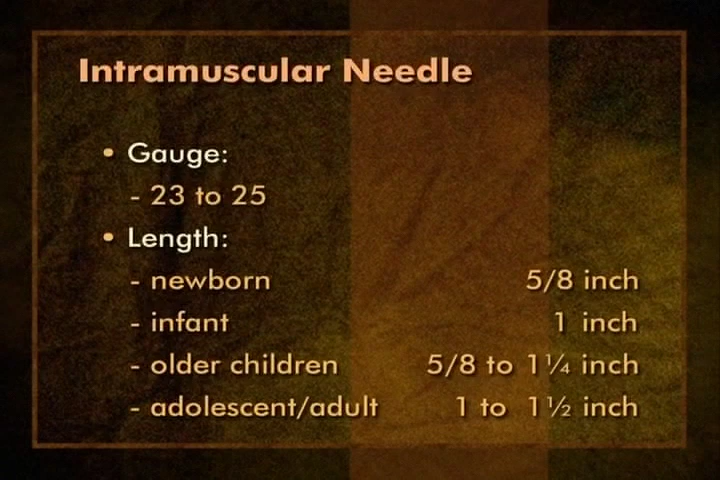 Intramuscular Needle
• Gauge:
- 23 to 25
• Length:
- newborn 5/8 inch
- infant 1 inch
- older children 5/8 to 1¼ inch
- adolescent/adult 1 to 1½ inch